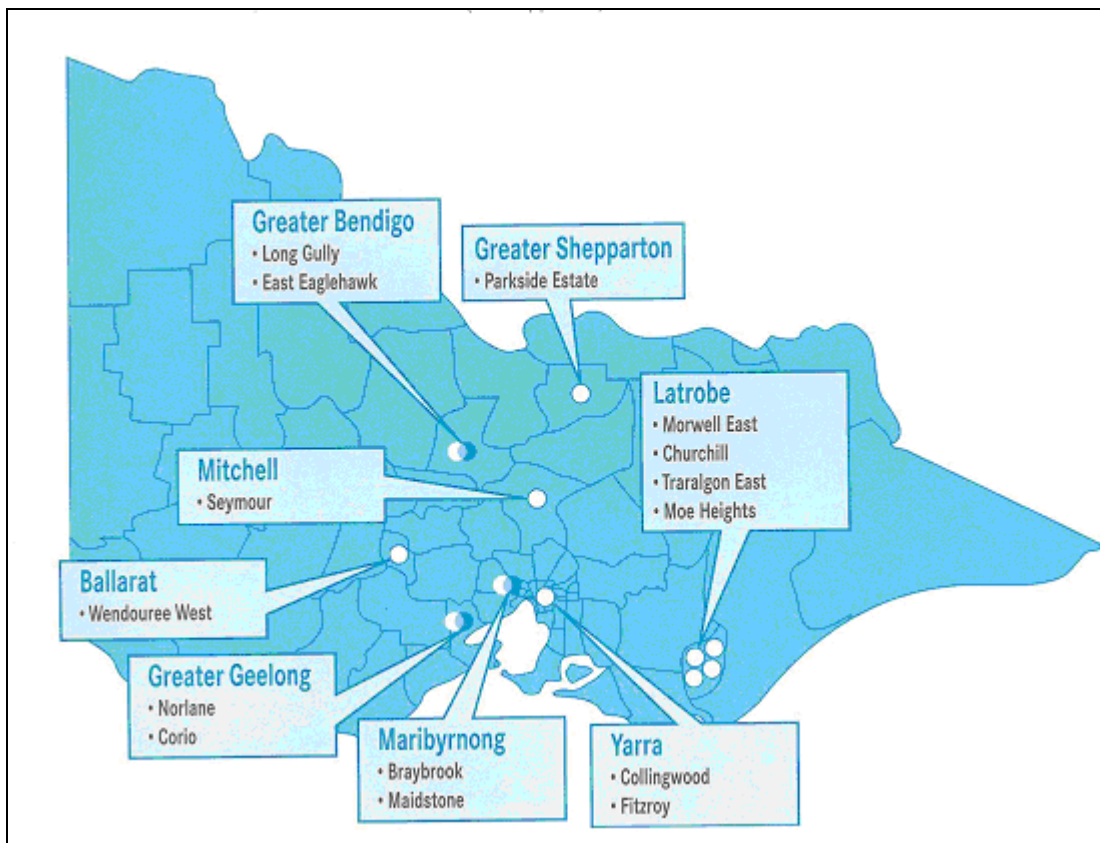 Greater Bendigo
• Long Gully
• East Eaglehawk
Greater Shepparton
• Parkside Estate
Latrobe
• Morwell East
• Churchill
• Traralgon East
• Moe Heights
Mitchell
• Seymour
Ballarat
• Wendouree West
Greater Geelong
• Norlane
• Corio
Maribyrnong
• Braybrook
• Maidstone
Yarra
• Collingwood
• Fitzroy